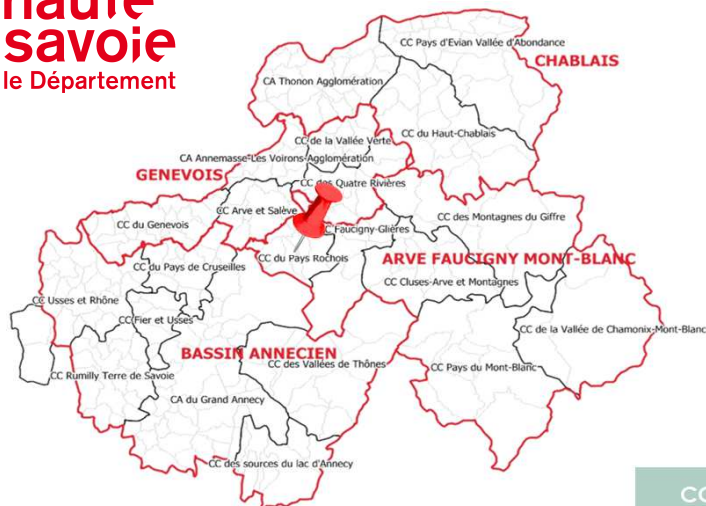 haute
savoie
le Département
CC Pays d'Evian Vallée d'Abondance
CHABLAIS
CA Thonon Agglomération
CC du Haut-Chablais
CC de la Vallée Verte
CA Annemasse-Les Voirons-Agglomération
GENEVOIS
CC des Quatre Rivières
CC Arve et Salève
CC des Montagnes du Giffre
CC du Genevois
CC Faucigny-Glières
CC du Pays Rochois
ARVE FAUCIGNY MONT-BLANC
CC du Pays de Cruseilles
CC Cluses-Arve et Montagnes
CC Usses et Rhône
CC Fier et Usses
CC de la Vallée de Chamonix-Mont-Blanc
BASSIN ANNECIEN
CC des Vallées de Thônes
CC Pays du Mont-Blanc
CC Rumilly Terre de Savoie
CA du Grand Annecy
CC des sources du lac d'Annecy